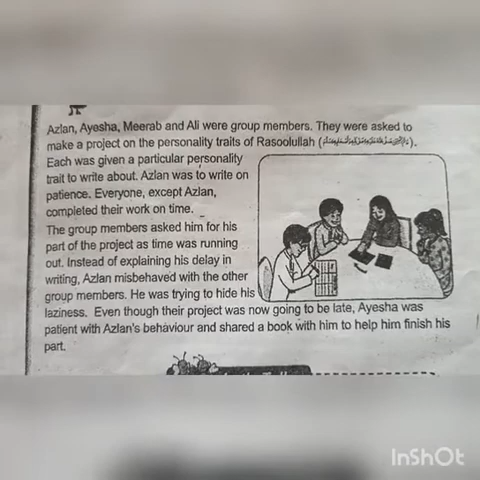 Azlan, Ayesha, Meerab and Ali were group members. They were asked to
make a project on the personality traits of Rasoolullah ( ).
Each was given a particular personality
trait to write about. Azlan was to write on
patience. Everyone, except Azlan,
completed their work on time.
The group members asked him for his
part of the project as time was running
out. Instead of explaining his delay in
writing, Azlan misbehaved with the other
group members. He was trying to hide his
laziness. Even though their project was now going to be late, Ayesha was
patient with Azlan's behaviour and shared a book with him to help him finish his
part.
InShOt